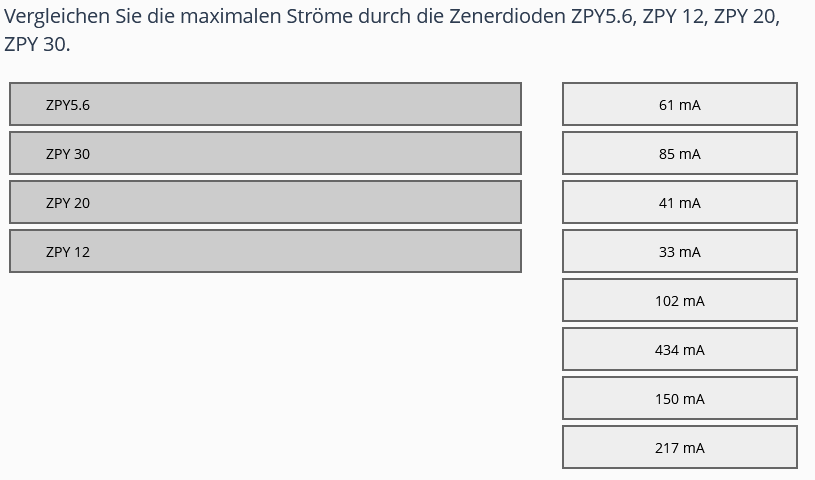 Vergleichen Sie die maximalen Ströme durch die Zenerdioden ZPY5.6, ZPY 12, ZPY 20,
ZPY 30.
ZPY5.6
ZPY 30
ZPY 20
ZPY 12
61 mA
85 mA
41 mA
33 mA
102 mA
434 mA
150 mA
217 mA